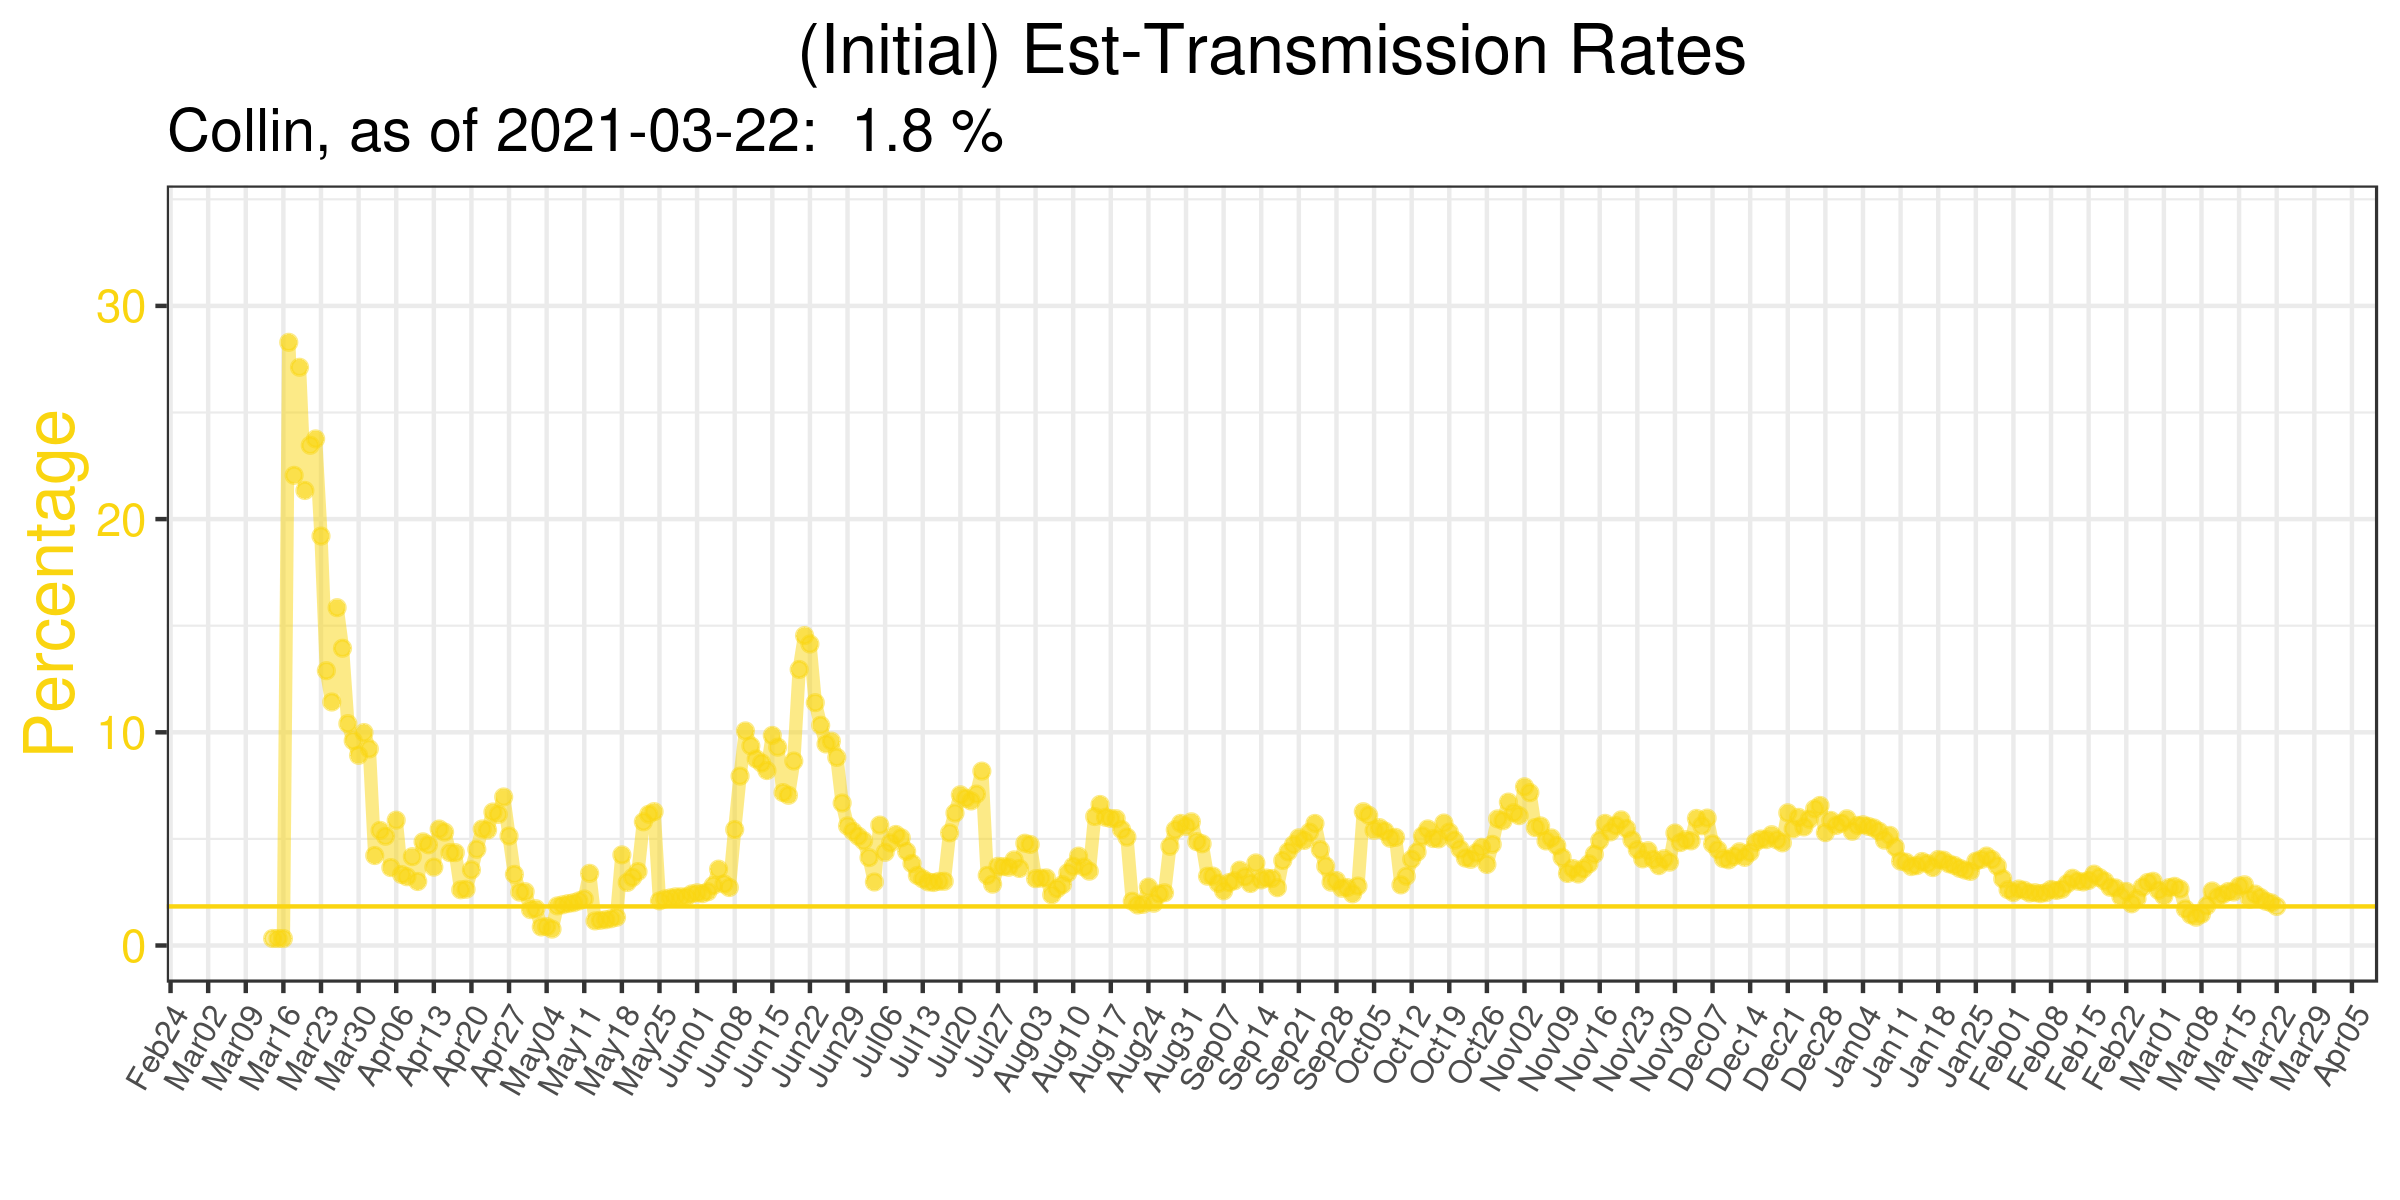 (Initial) Est-Transmission Rates
Collin, as of 2021-03-22:  1.8 %
Percentage
30
20
10
0
Feb24
Mar02
Mar09
Mar16
Mar23
Mar30
Apr06
Apr13
Apr20
Apr27
May04
May11
May18
May25
Jun01
Jun08
Jun15
Jun22
Jun29
Jul06
Jul13
Jul20
Jul27
Aug03
Aug10
Aug17
Aug24
Aug31
Sep07
Sep14
Sep21
Sep28
Oct05
Oct12
Oct19
Oct26
Nov02
Nov09
Nov16
Nov23
Nov30
Dec07
Dec14
Dec21
Dec28
Jan04
Jan11
Jan18
Jan25
Feb01
Feb08
Feb15
Feb22
Mar01
Mar08
Mar15
Mar22
Mar29
Apr05